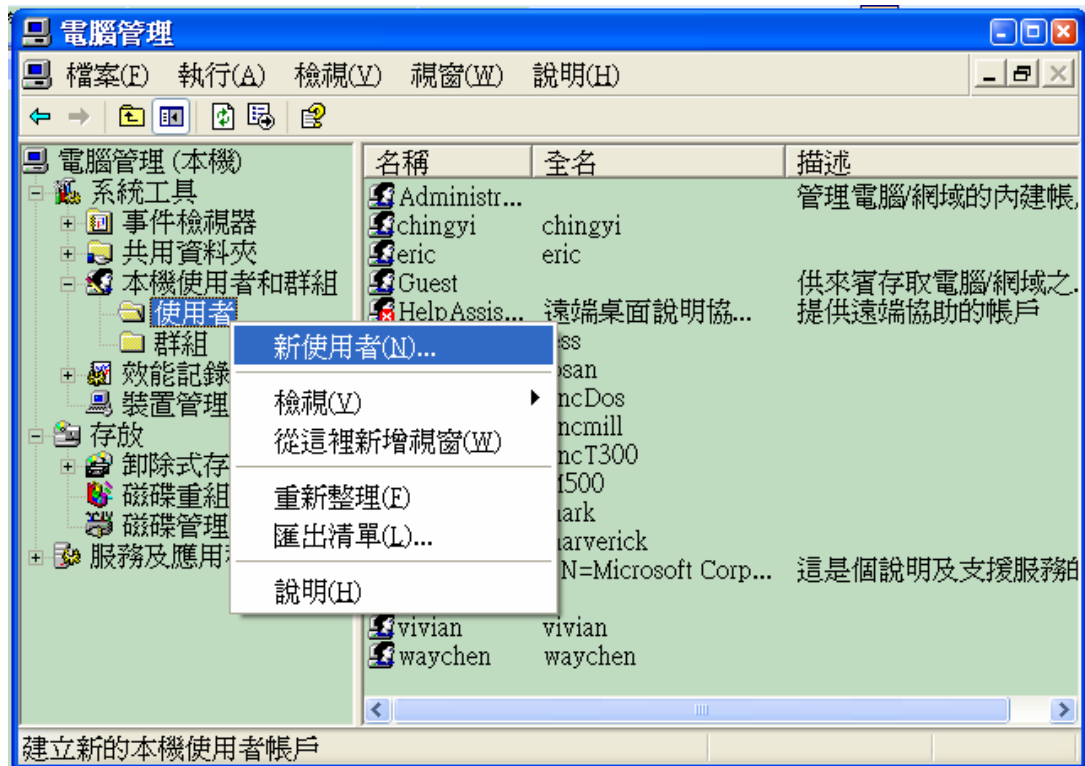 電腦管理
檔案(F) 執行(A) 檢視(V) 視窗(W) 說明(H)
電腦管理 (本機)
系統工具
事件檢視器
共用資料夾
本機使用者和群組
使用者
群組
效能記錄
裝置管理
存放
卸除式存
磁碟重組
磁碟管理
服務及應用
名稱 全名 描述
Administr... 管理電腦/網域的內建帳
chingyi chingyi
eric eric
Guest 供來賓存取電腦/網域之.
HelpAssis... 遠端桌面說明協... 提供遠端協助的帳戶
ncDos
ncmill
ncT300
arverick
N=Microsoft Corp... 這是個說明及支援服務的
vivian vivian
waychen waychen
新使用者(N)...
檢視(V)
從這裡新增視窗(W)
重新整理(F)
匯出清單(L)...
說明(H)
建立新的本機使用者帳戶